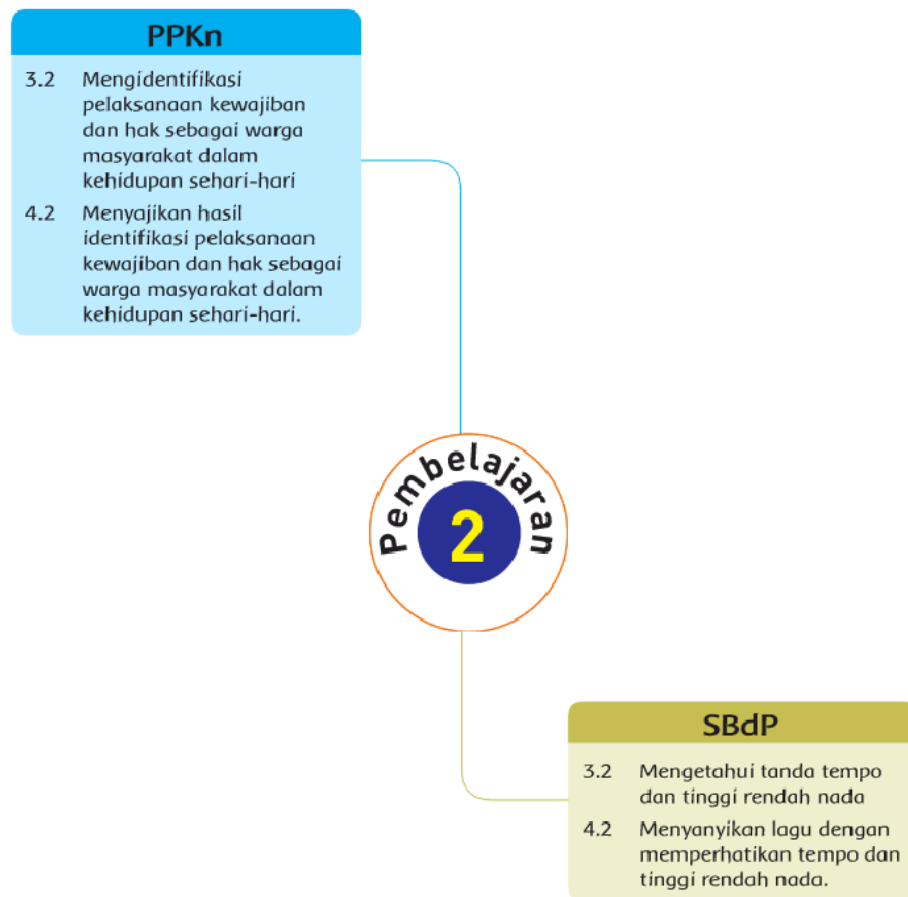 PPKn
3.2 Mengidentifikasi
pelaksanaan kewajiban
dan hak sebagai warga
masyarakat dalam
kehidupan sehari-hari
4.2 Menyajikan hasil
identifikasi pelaksanaan
kewajiban dan hak sebagai
warga masyarakat dalam
kehidupan sehari-hari.
Pembelajaran
2
SBdP
3.2 Mengetahui tanda tempo
dan tinggi rendah nada
4.2 Menyanyikan lagu dengan
memperhatikan tempo dan
tinggi rendah nada.